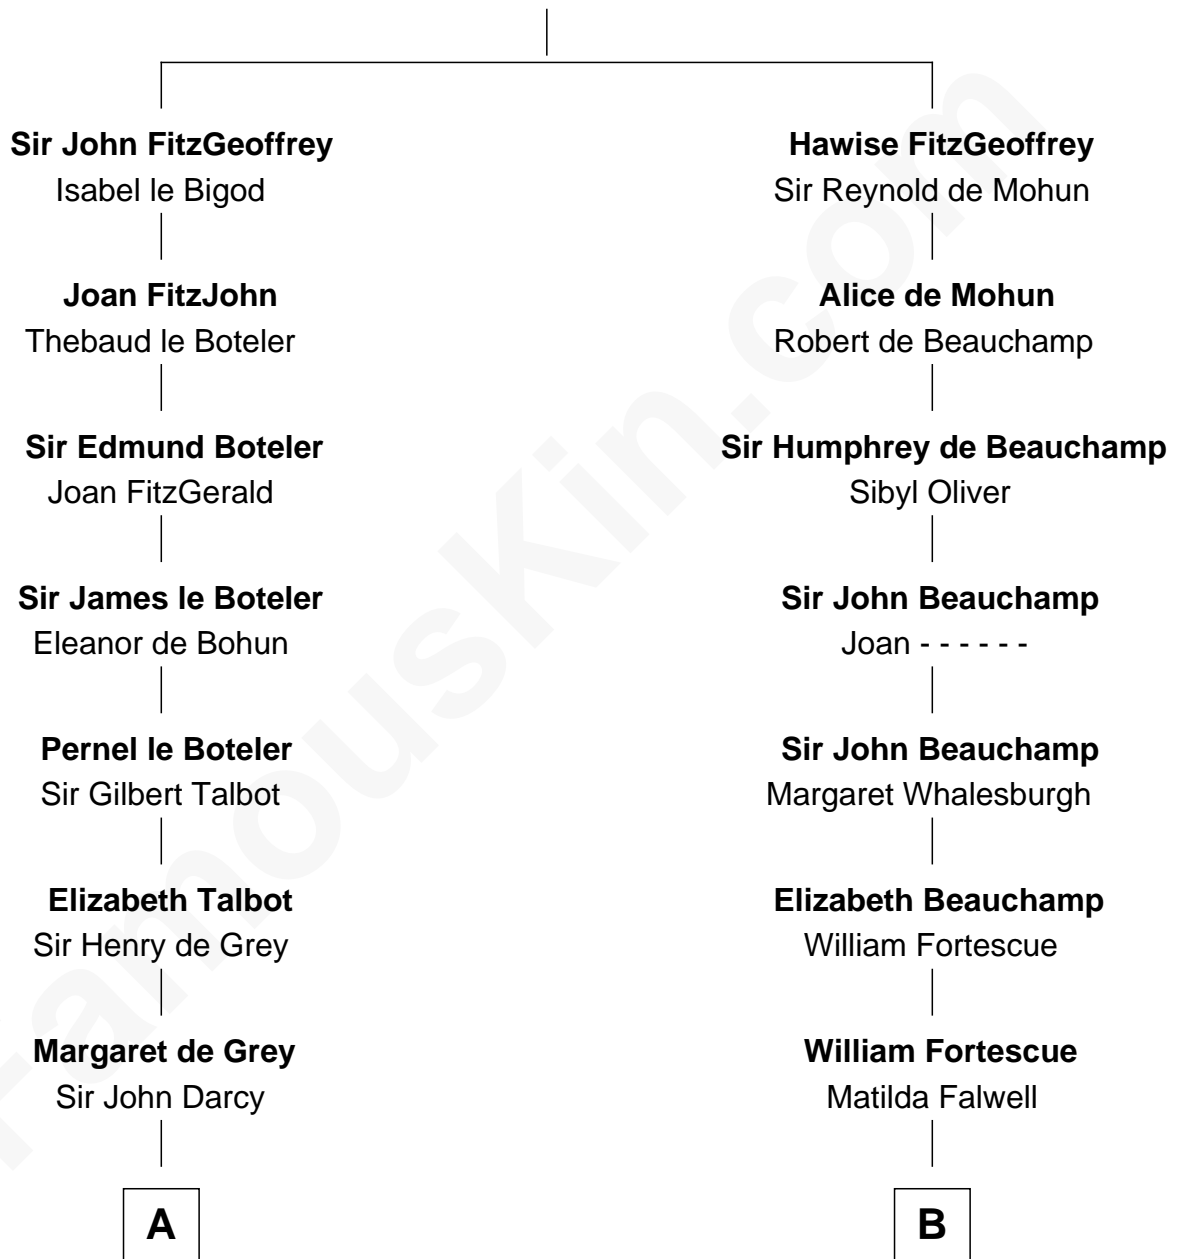 Sir John FitzGeoffrey
Isabel le Bigod
Joan FitzJohn
Thebaud le Boteler
Sir Edmund Boteler
Joan FitzGerald
Sir James le Boteler
Eleanor de Bohun
Pernel le Boteler
Sir Gilbert Talbot
Elizabeth Talbot
Sir Henry de Grey
Margaret de Grey
Sir John Darcy
A
Hawise FitzGeoffrey
Sir Reynold de Mohun
Alice de Mohun
Robert de Beauchamp
Sir Humphrey de Beauchamp
Sibyl Oliver
Sir John Beauchamp
Joan - - - - - -
Sir John Beauchamp
Margaret Whalesburgh
Elizabeth Beauchamp
William Fortescue
William Fortescue
Matilda Falwell
B
FamousKin.com